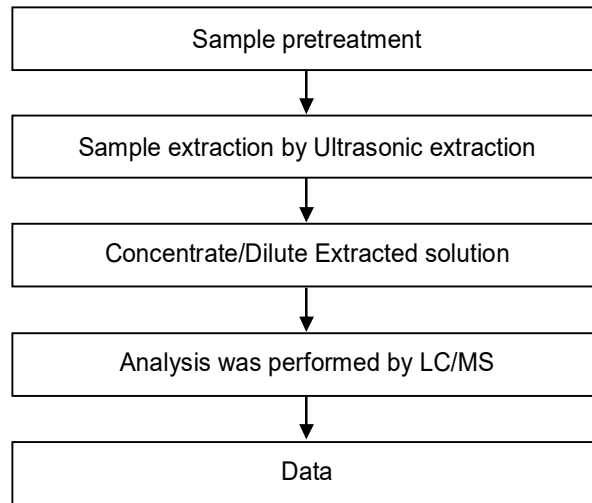 Sample pretreatment
Sample extraction by Ultrasonic extraction
Concentrate/Dilute Extracted solution
Analysis was performed by LC/MS
Data